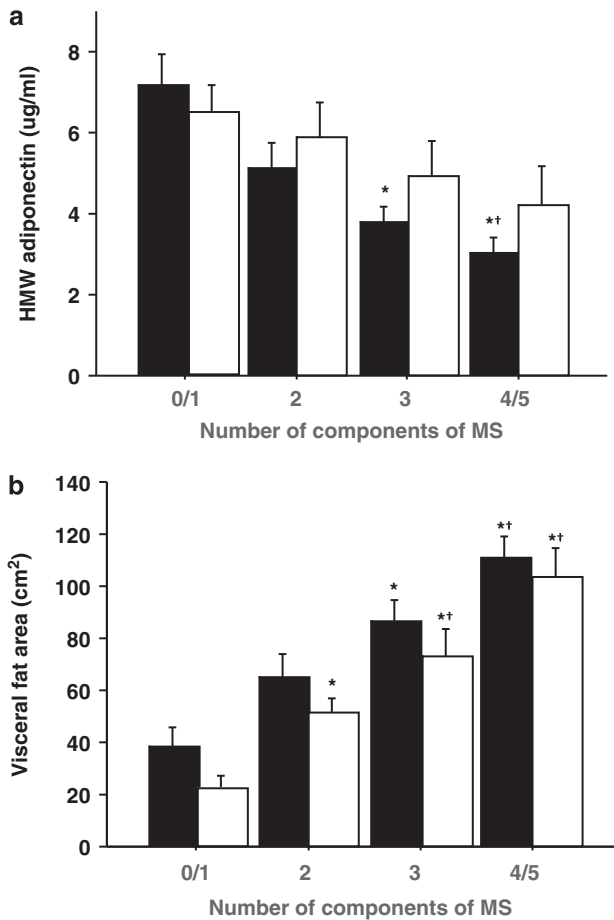 a
HMW adiponectin (ug/ml)
8
6
4
2
0
*
*†
0/1 2 3 4/5
Number of components of MS
b
Visceral fat area (cm²)
140
120
100
80
60
40
20
0
*
*
*†
*†
*†
0/1 2 3 4/5
Number of components of MS